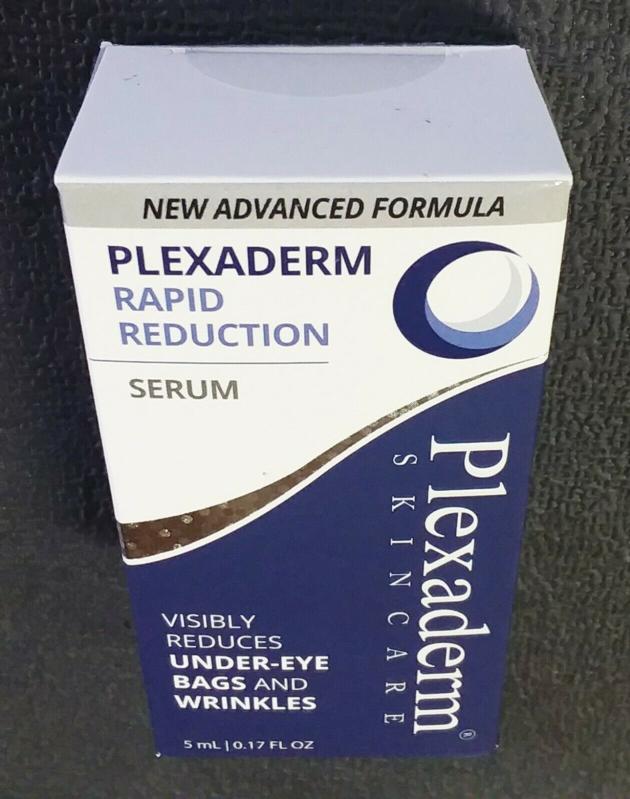 NEW ADVANCED FORMULA
PLEXADERM
RAPID
REDUCTION
SERUM
Plexaderm®
SKINCARE
VISIBLY
REDUCES
UNDER-EYE
BAGS AND
WRINKLES
5 mL | 0.17 FL OZ